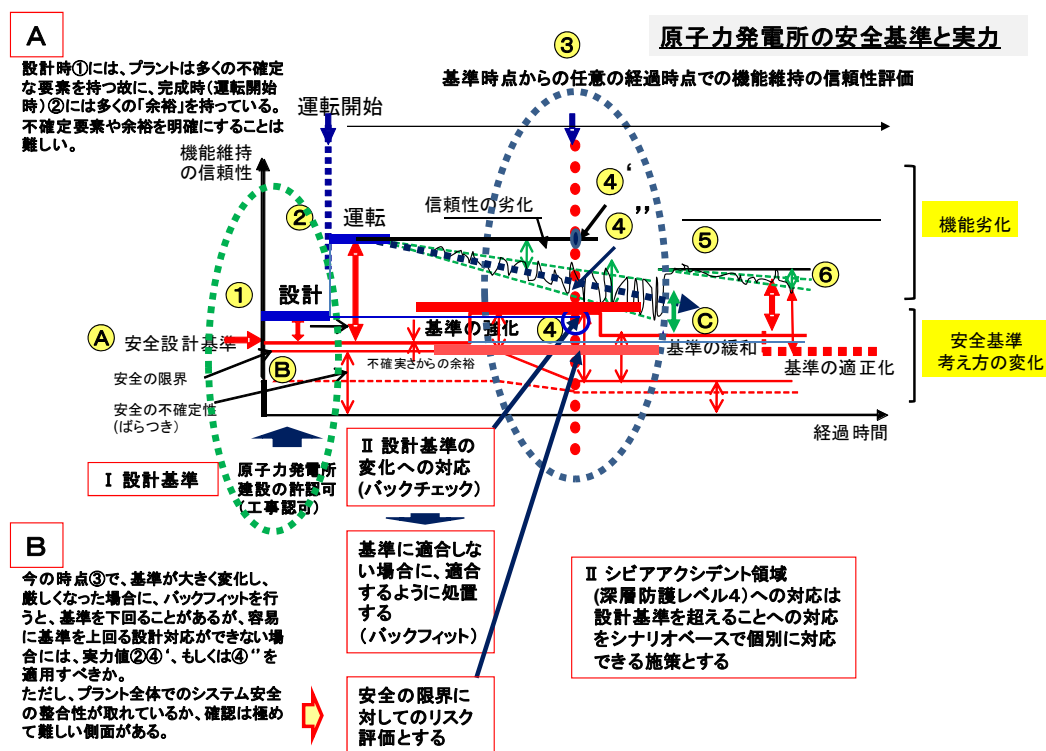 A
原子力発電所の安全基準と実力
設計時①には、プラントは多くの不確定
な要素を持つ故に、完成時(運転開始
時)②には多くの「余裕」を持っている。
不確定要素や余裕を明確にすることは
難しい。
③
基準時点からの任意の経過時点での機能維持の信頼性評価
運転開始
機能維持
の信頼性
④'
②
運転
信頼性の劣化
④''
⑤
機能劣化
⑥
①
設計
Ⓒ
Ⓐ
安全設計基準
基準の強化
④
基準の緩和
安全基準
考え方の変化
安全の限界
Ⓑ
不確実さからの余裕
基準の適正化
安全の不確定性
(ばらつき)
経過時間
Ⅰ 設計基準
原子力発電所
建設の許認可
(工事認可)
Ⅱ 設計基準の
変化への対応
(バックチェック)
B
今の時点③で、基準が大きく変化し、
厳しくなった場合に、バックフィットを行
うと、基準を下回ることがあるが、容易
に基準を上回る設計対応ができない場
合には、実力値②④'、もしくは④''を
適用すべきか。
ただし、プラント全体でのシステム安全
の整合性が取れているか、確認は極め
て難しい側面がある。
基準に適合しな
い場合に、適合
するように処置
する
(バックフィット)
安全の限界に
対してのリスク
評価とする
Ⅱ シビアアクシデント領域
(深層防護レベル4)への対応は
設計基準を超えることへの対応
をシナリオベースで個別に対応
できる施策とする